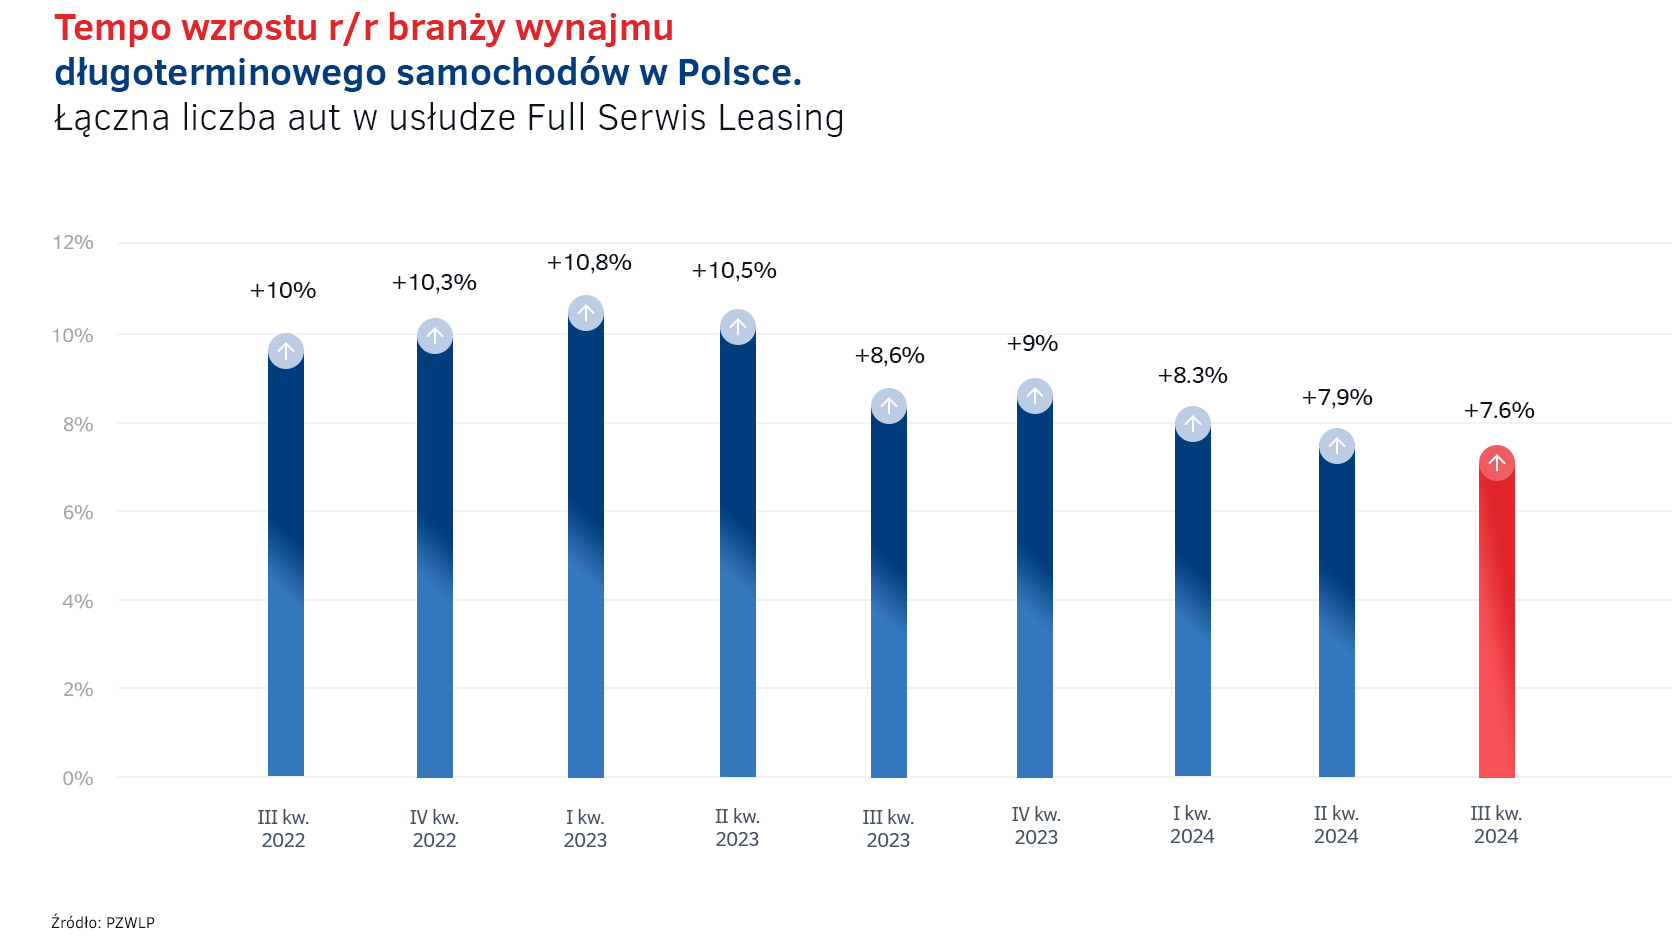 Tempo wzrostu r/r branży wynajmu
długoterminowego samochodów w Polsce.
Łączna liczba aut w usłudze Full Serwis Leasing
12%
10%
8%
6%
4%
2%
0%
+10%
+10,3%
+10,8%
+10,5%
+8,6%
+9%
+8.3%
+7,9%
+7.6%
III kw.
2022
IV kw.
2022
I kw.
2023
II kw.
2023
III kw.
2023
IV kw.
2023
I kw.
2024
II kw.
2024
III kw.
2024
Źródło: PZWLP